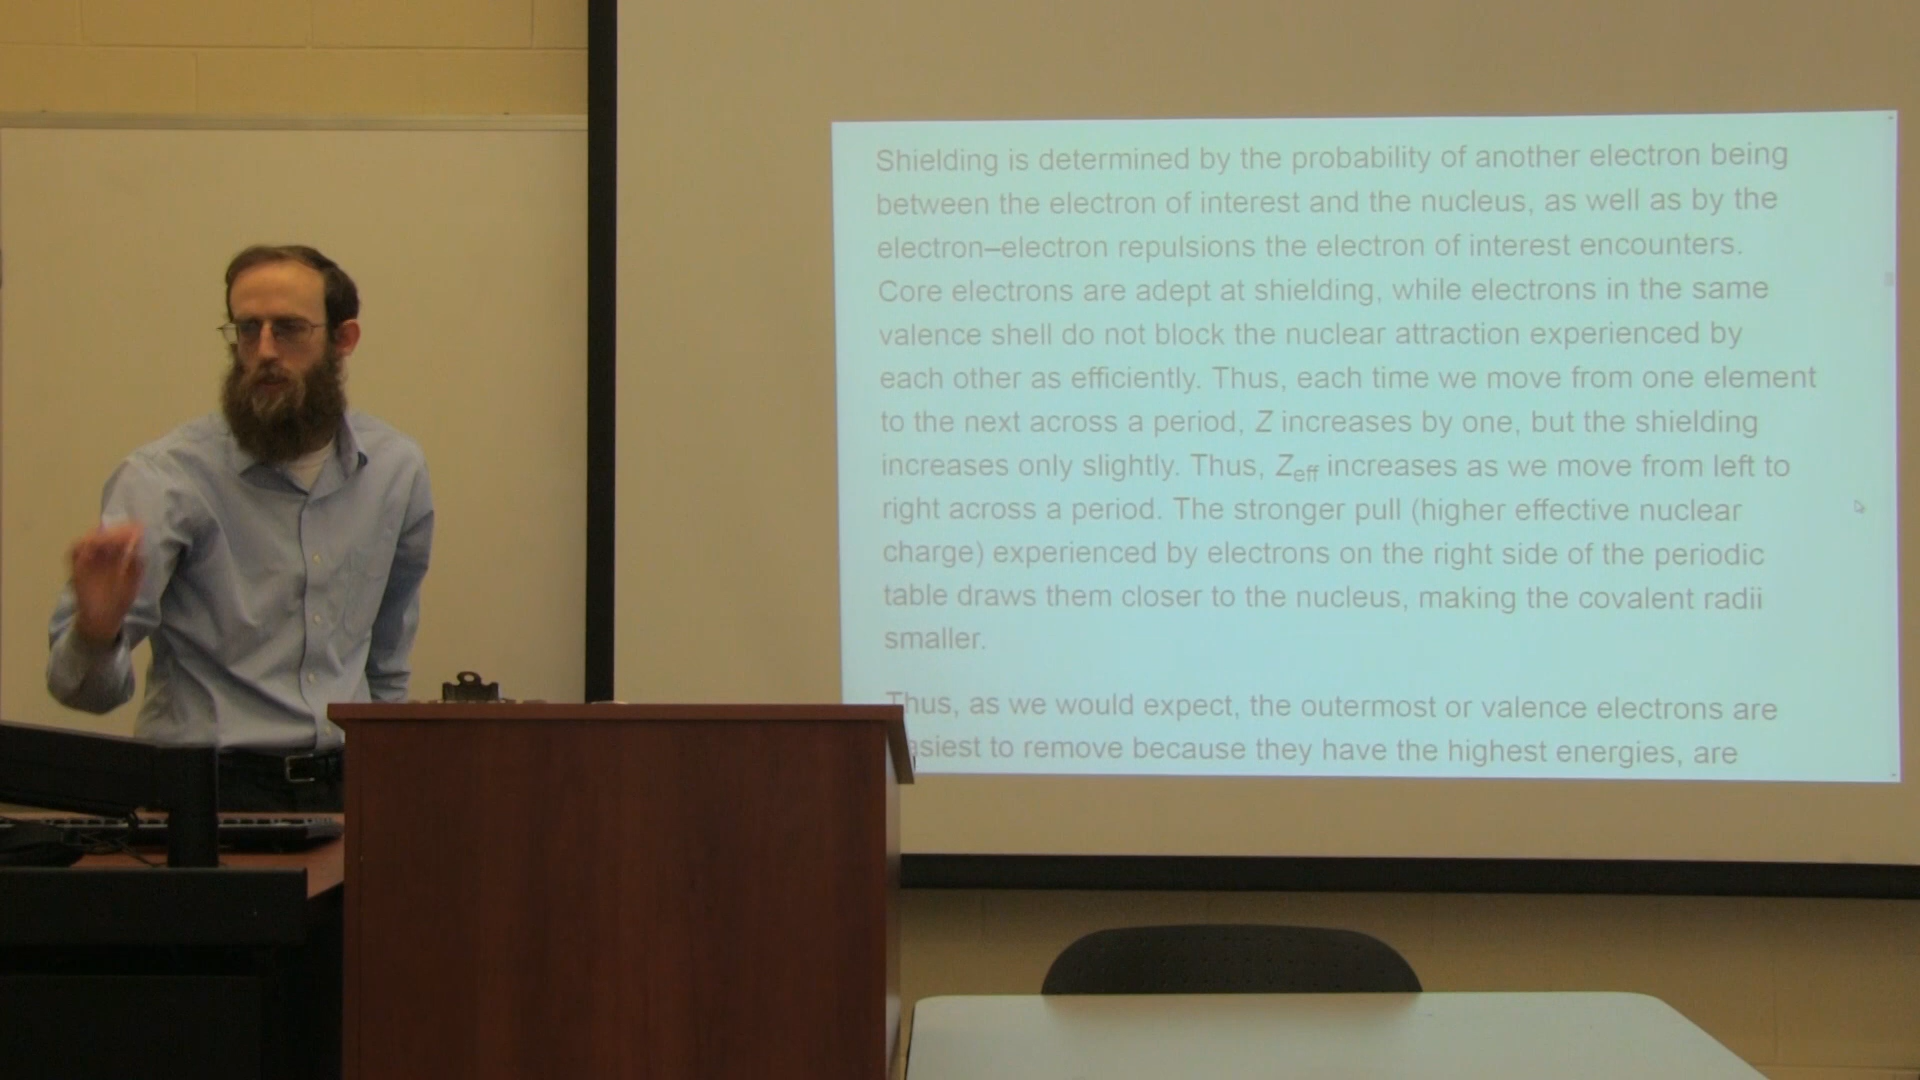 Shielding is determined by the probability of another electron being
between the electron of interest and the nucleus, as well as by the
electron–electron repulsions the electron of interest encounters.
Core electrons are adept at shielding, while electrons in the same
valence shell do not block the nuclear attraction experienced by
each other as efficiently. Thus, each time we move from one element
to the next across a period, Z increases by one, but the shielding
increases only slightly. Thus, Zeff increases as we move from left to
right across a period. The stronger pull (higher effective nuclear
charge) experienced by electrons on the right side of the periodic
table draws them closer to the nucleus, making the covalent radii
smaller.
Thus, as we would expect, the outermost or valence electrons are
easiest to remove because they have the highest energies, are